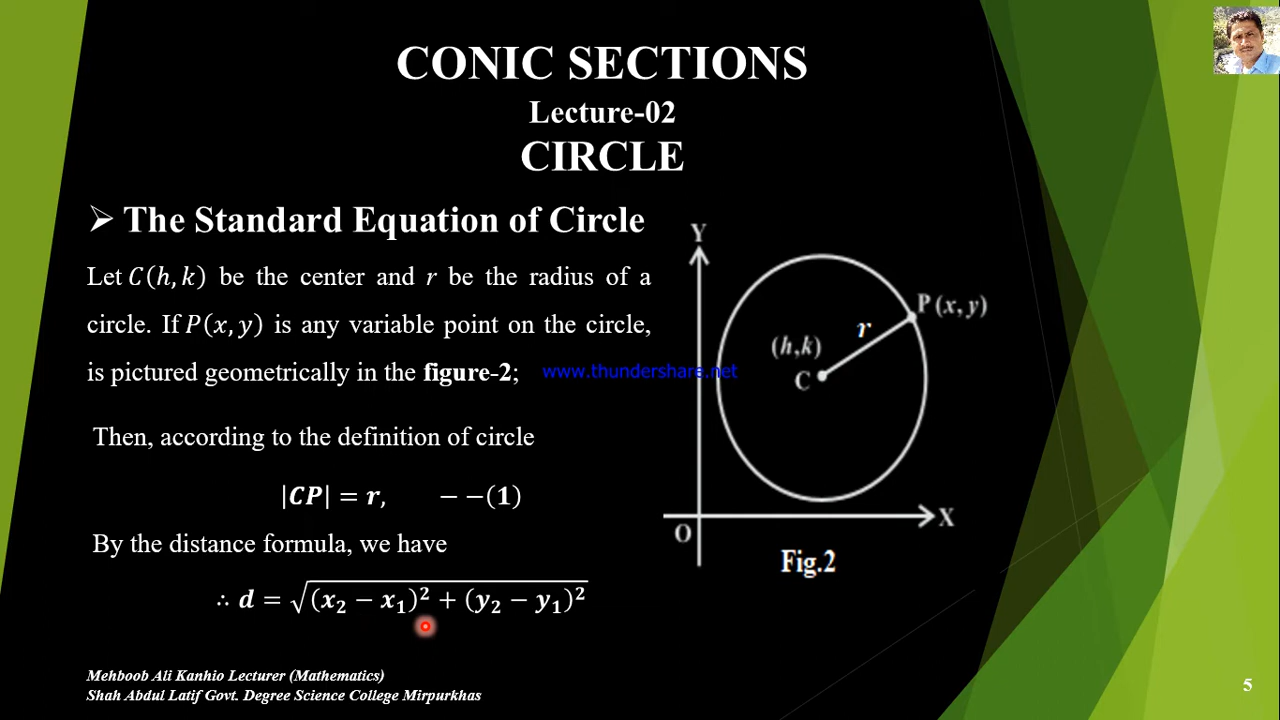 CONIC SECTIONS
Lecture-02
CIRCLE
➢ The Standard Equation of Circle
Let C(h, k) be the center and r be the radius of a
circle. If P(x, y) is any variable point on the circle,
is pictured geometrically in the figure-2;
www.thundershare.net
Then, according to the definition of circle
|CP| = r, − −(1)
By the distance formula, we have
∴ d = √(x₂ − x₁)² + (y₂ − y₁)²
Y
P (x, y)
r
(h,k)
C
X
O
Fig.2
Mehboob Ali Kanhio Lecturer (Mathematics)
Shah Abdul Latif Govt. Degree Science College Mirpurkhas
5